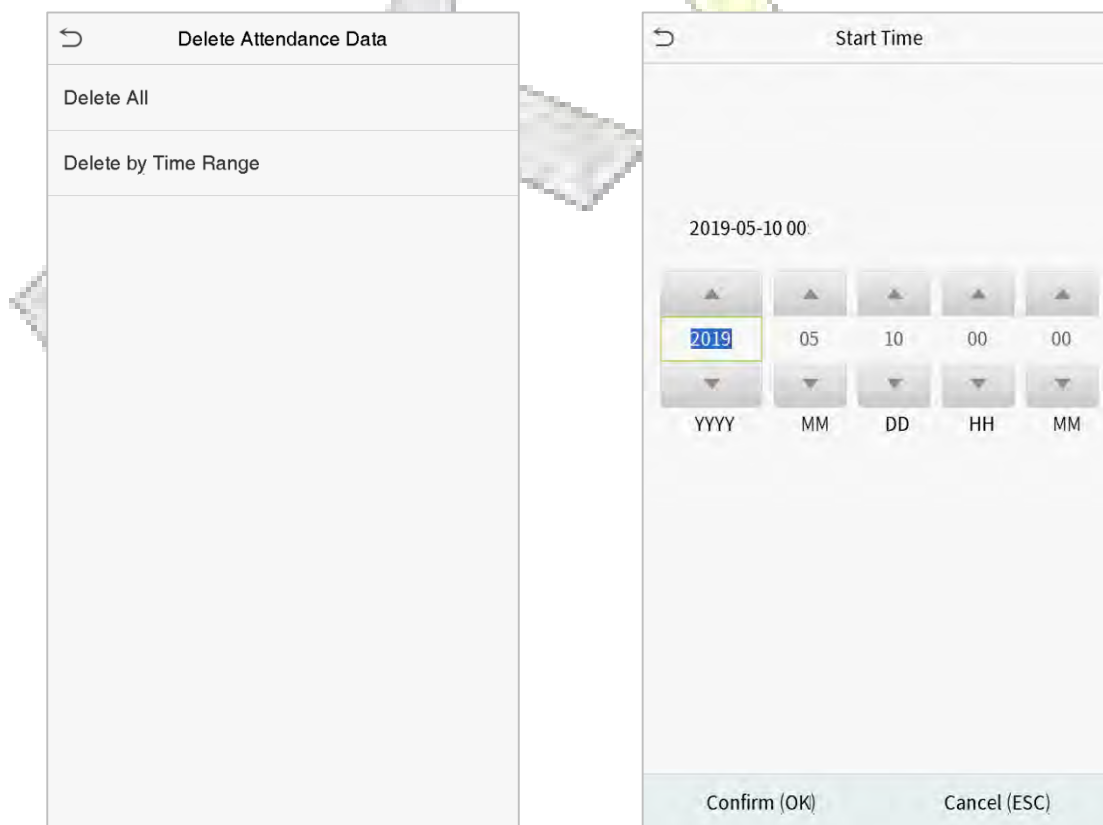 Delete Attendance Data
Delete All
Delete by Time Range
Start Time
2019-05-10 00:
2019 05 10 00 00
YYYY MM DD HH MM
Confirm (OK) Cancel (ESC)